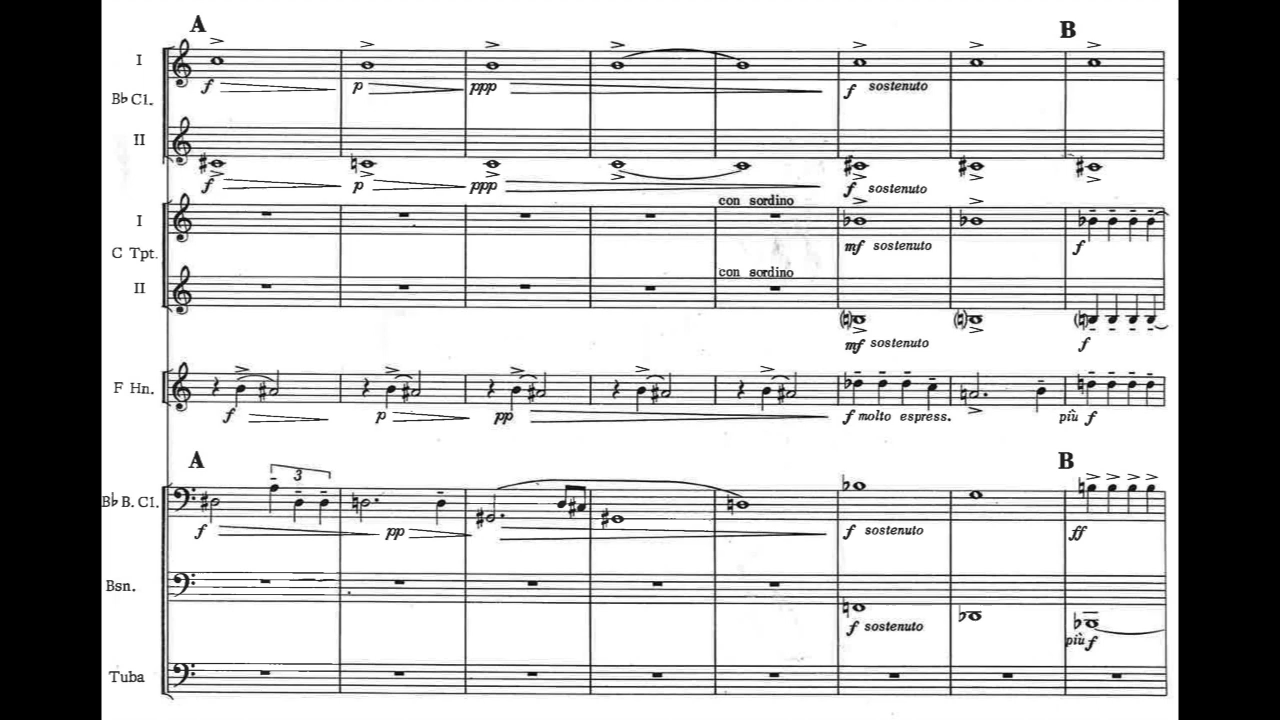 A B
I
f p ppp f sostenuto
B♭ Cl.
II
f p ppp f sostenuto
con sordino
I
mf sostenuto f
C Tpt.
con sordino
II
mf sostenuto f
F Hn.
f p pp f molto espress. più f
A B
3
B♭ B. Cl.
f pp f sostenuto ff
Bsn.
f sostenuto più f
Tuba